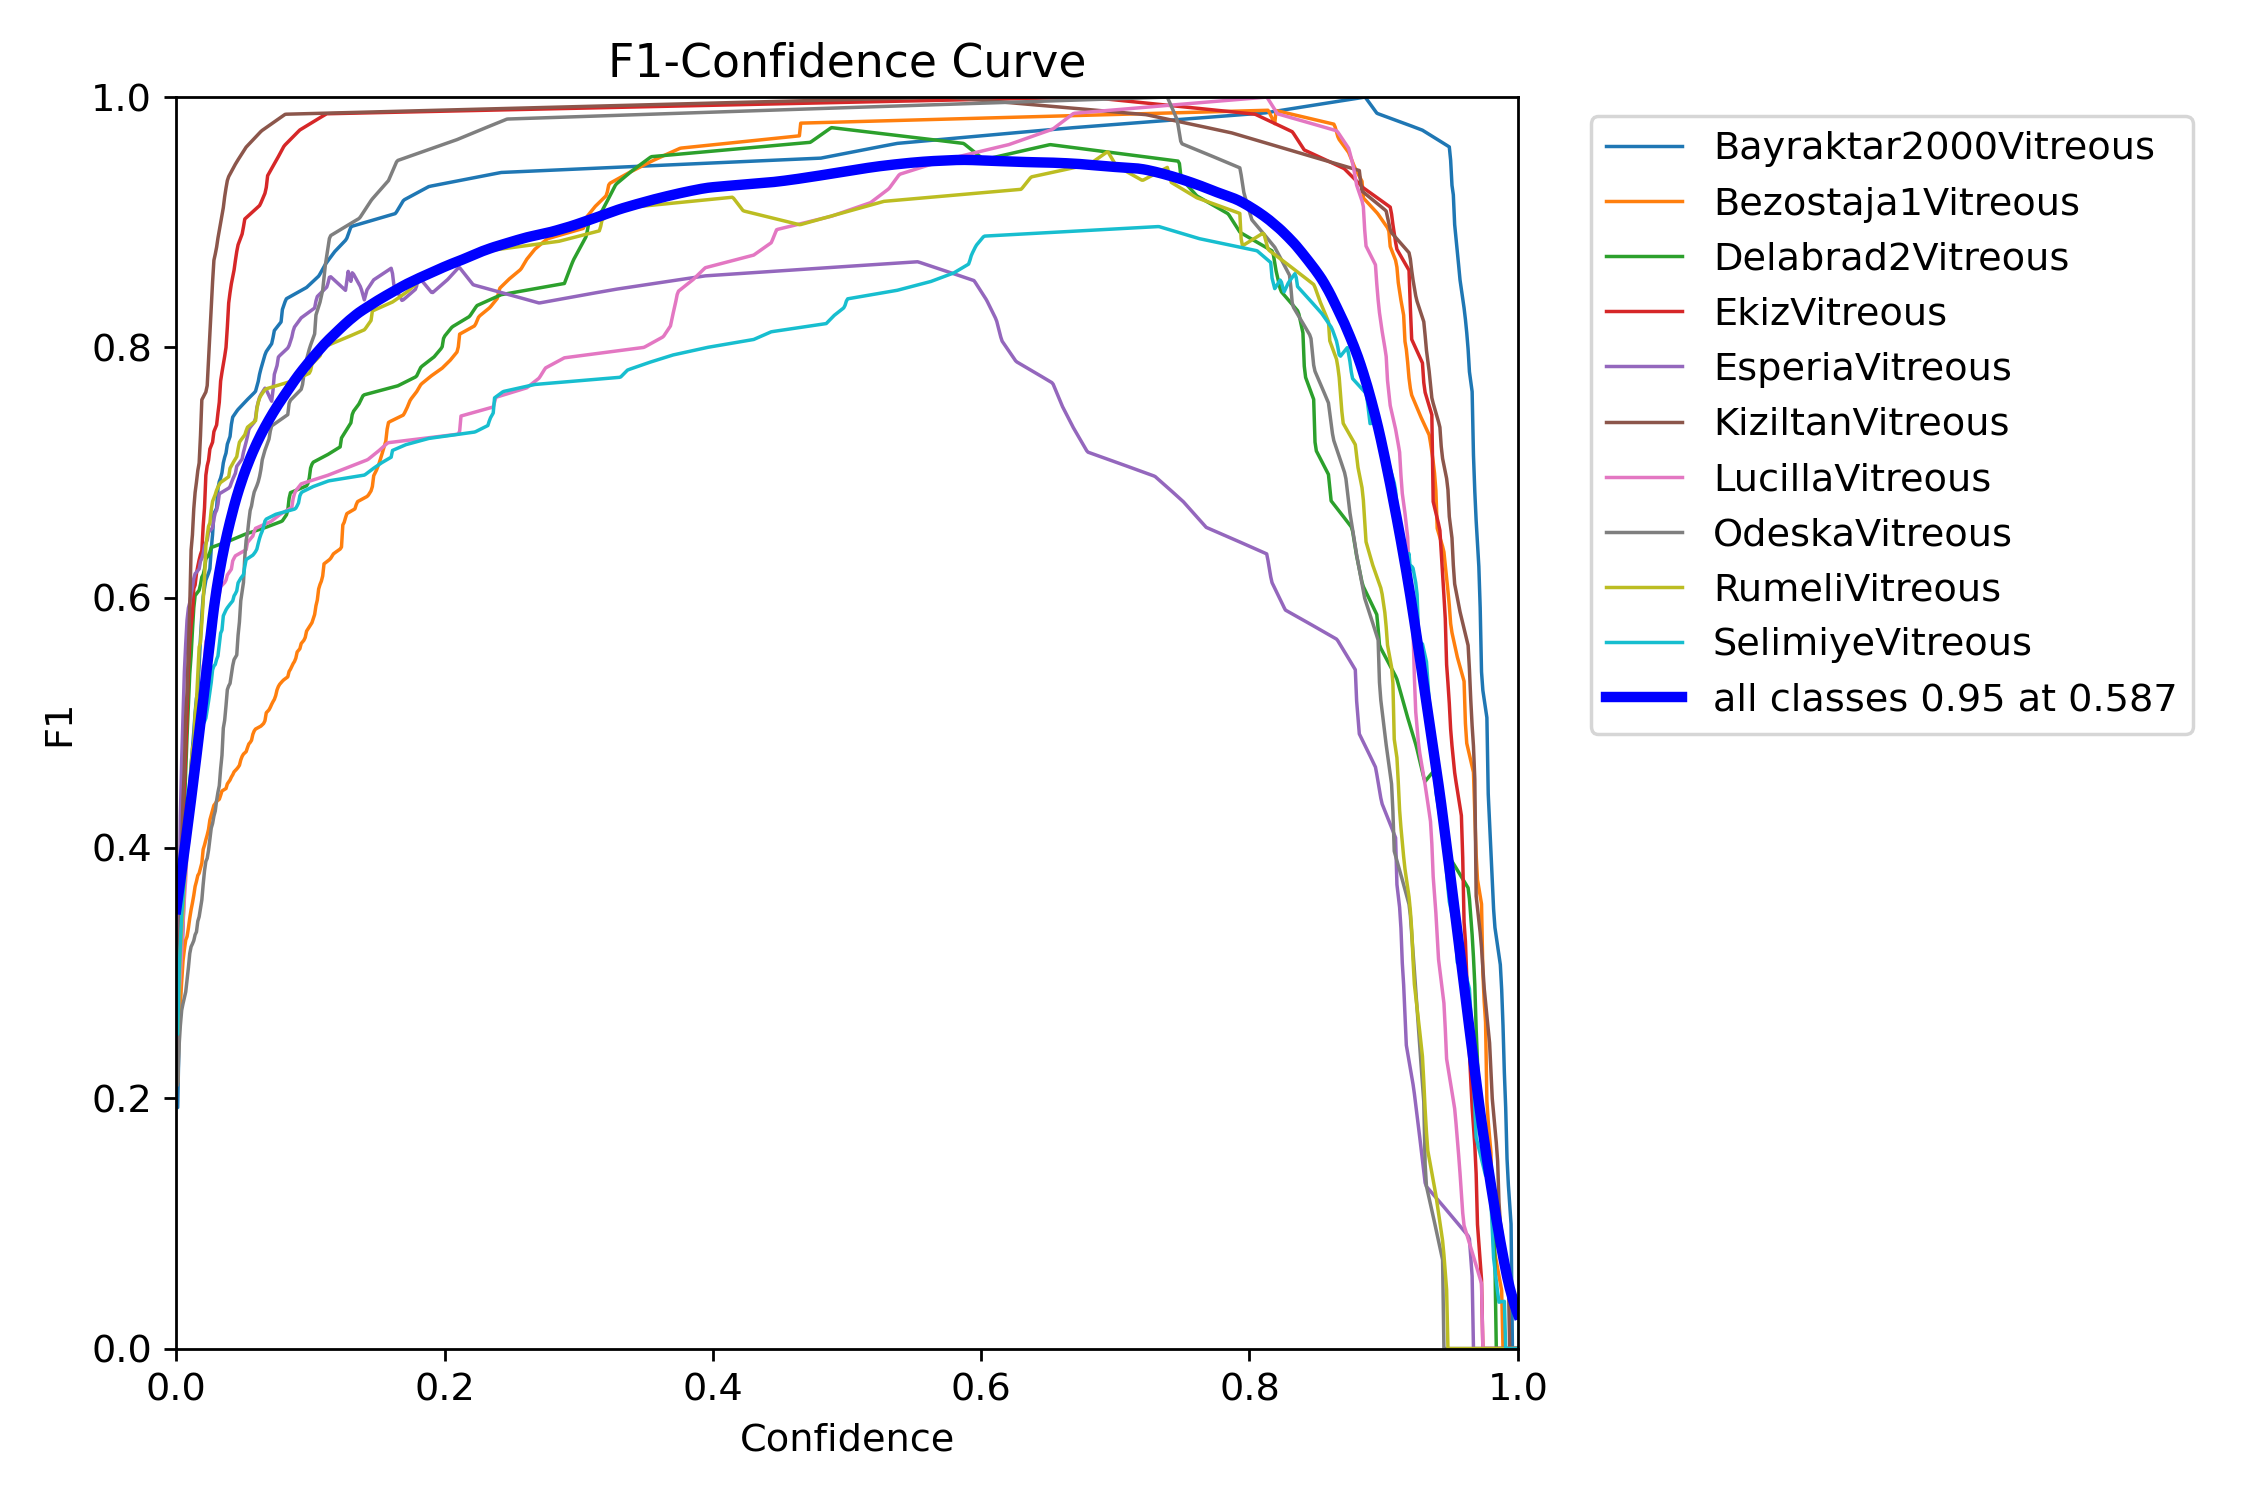 F1-Confidence Curve
1.0
0.8
0.6
0.4
0.2
0.0
F1
0.0 0.2 0.4 0.6 0.8 1.0
Confidence
Bayraktar2000Vitreous
Bezostaja1Vitreous
Delabrad2Vitreous
EkizVitreous
EsperiaVitreous
KiziltanVitreous
LucillaVitreous
OdeskaVitreous
RumeliVitreous
SelimiyeVitreous
all classes 0.95 at 0.587